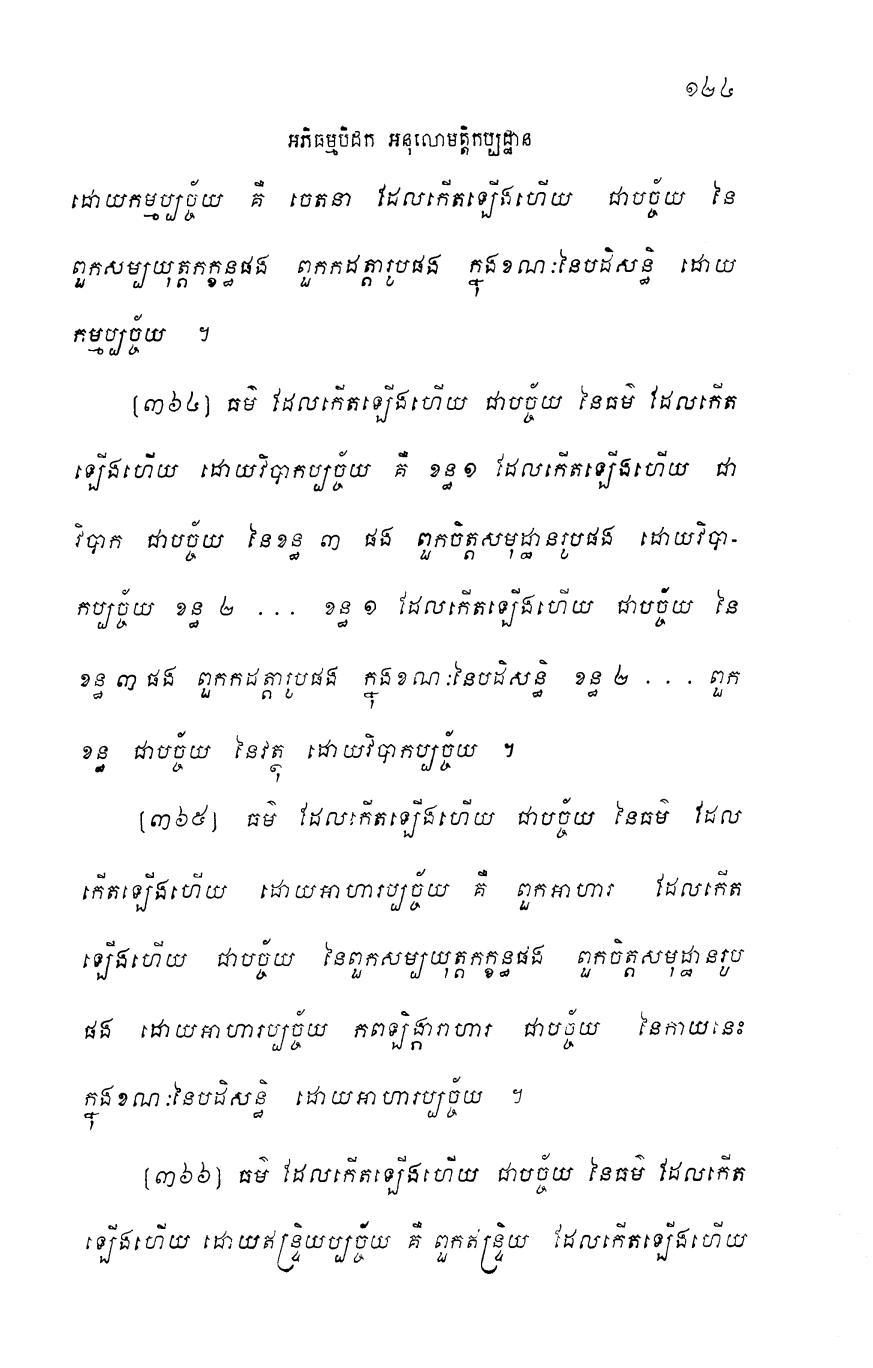 ១២៤
អភិធម្មបិដក អនុលោមត្តិកប្បដ្ឋាន
ដោយកម្មប្បច្ច័យ គឺ ចេតនា ដែលកើតឡើងហើយ ជាបច្ច័យ នៃ
ពួកសម្បយុត្តកក្ខន្ធផង ពួកកដត្តារូបផង ក្នុងខណៈនៃបដិសន្ធិ ដោយ
កម្មប្បច្ច័យ ។
(៣៦៤) ធម៌ ដែលកើតឡើងហើយ ជាបច្ច័យ នៃធម៌ ដែលកើត
ឡើងហើយ ដោយវិបាកប្បច្ច័យ គឺ ខន្ធ ១ ដែលកើតឡើងហើយ ជា
វិបាក ជាបច្ច័យ នៃខន្ធ ៣ ផង ពួកចិត្តសមុដ្ឋានរូបផង ដោយវិបា-
កប្បច្ច័យ ខន្ធ ២ ... ខន្ធ ១ ដែលកើតឡើងហើយ ជាបច្ច័យ នៃ
ខន្ធ ៣ ផង ពួកកដត្តារូបផង ក្នុងខណៈនៃបដិសន្ធិ ខន្ធ ២ ... ពួក
ខន្ធ ជាបច្ច័យ នៃវត្ថុ ដោយវិបាកប្បច្ច័យ ។
(៣៦៥) ធម៌ ដែលកើតឡើងហើយ ជាបច្ច័យ នៃធម៌ ដែល
កើតឡើងហើយ ដោយអាហារប្បច្ច័យ គឺ ពួកអាហារ ដែលកើត
ឡើងហើយ ជាបច្ច័យ នៃពួកសម្បយុត្តកក្ខន្ធផង ពួកចិត្តសមុដ្ឋានរូប
ផង ដោយអាហារប្បច្ច័យ កពឡិង្ការាហារ ជាបច្ច័យ នៃកាយនេះ
ក្នុងខណៈនៃបដិសន្ធិ ដោយអាហារប្បច្ច័យ ។
(៣៦៦) ធម៌ ដែលកើតឡើងហើយ ជាបច្ច័យ នៃធម៌ ដែលកើត
ឡើងហើយ ដោយឥន្ទ្រិយប្បច្ច័យ គឺ ពួកឥន្ទ្រិយ ដែលកើតឡើងហើយ